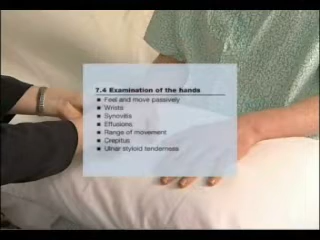 7.4 Examination of the hands
■ Feel and move passively
■ Wrists
■ Synovitis
■ Effusions
■ Range of movement
■ Crepitus
■ Ulnar styloid tenderness